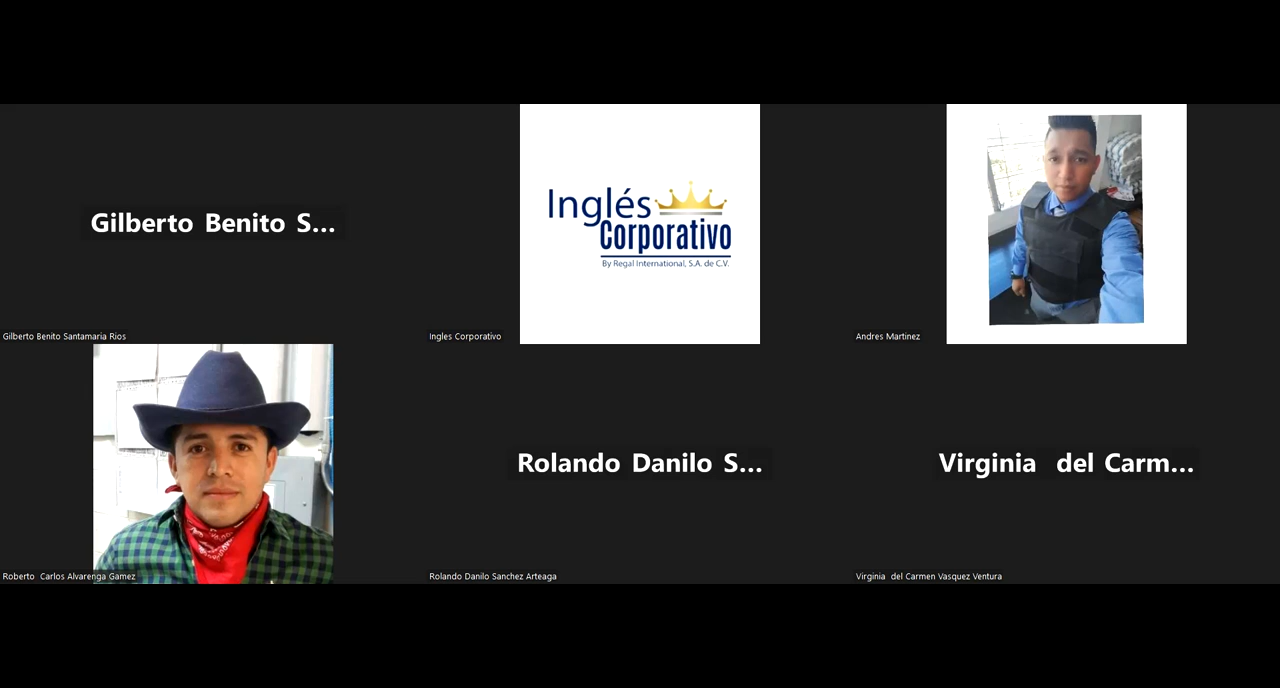 Gilberto Benito S...
Gilberto Benito Santamaria Rios
Inglés
Corporativo
By Regal International, S.A. de C.V.
Ingles Corporativo
Andres Martinez
Roberto  Carlos Alvarenga Gamez
Rolando Danilo S...
Rolando Danilo Sanchez Arteaga
Virginia  del Carm...
Virginia  del Carmen Vasquez Ventura